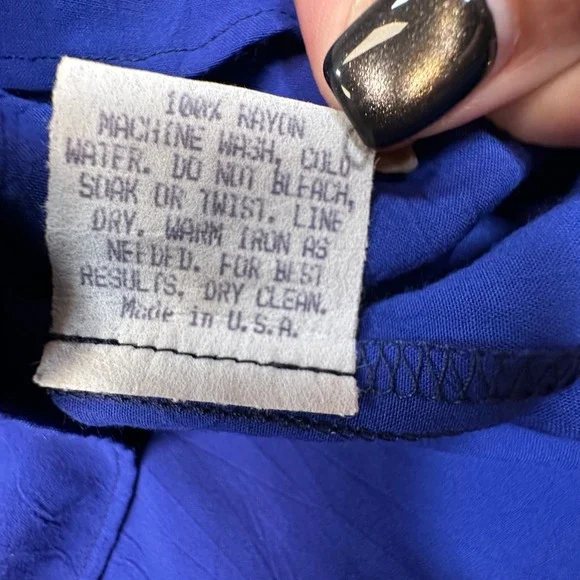 100% RAYON
MACHINE WASH, COLD
WATER. DO NOT BLEACH,
SOAK OR TWIST. LINE
DRY. WARM IRON AS
NEEDED. FOR BEST
RESULTS, DRY CLEAN.
Made in U.S.A.